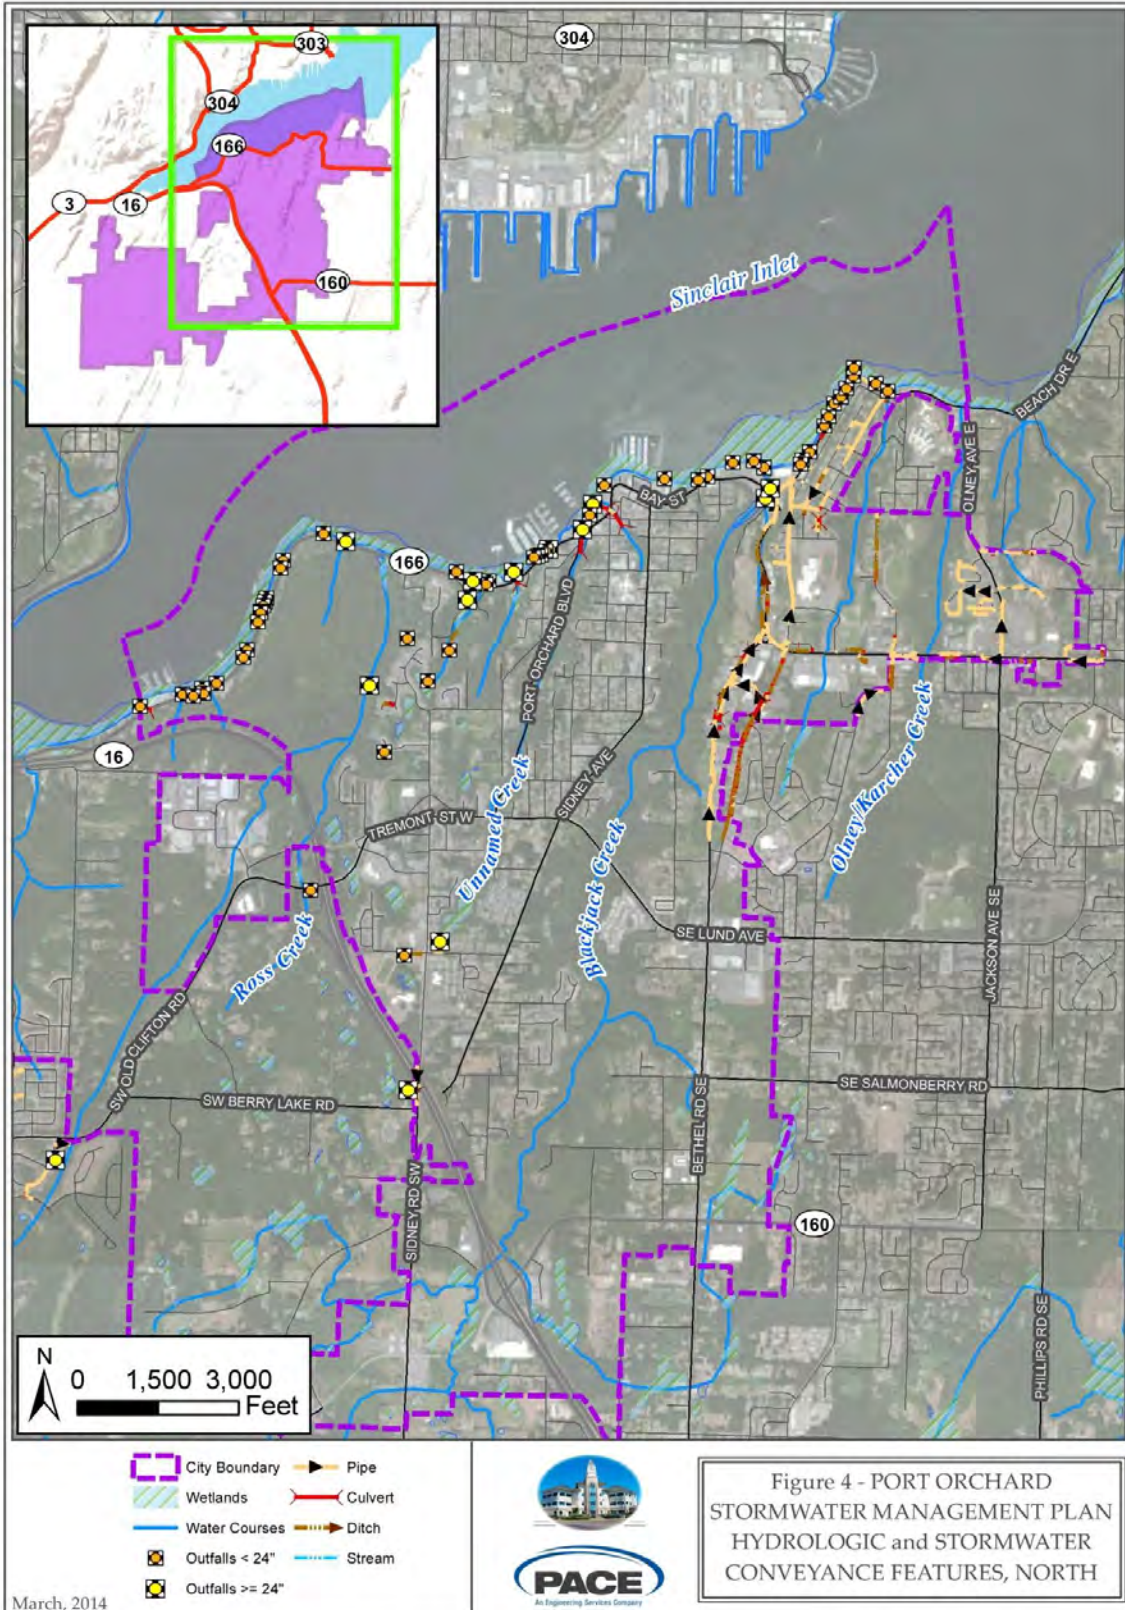 303
304
166
3
16
160
304
Sinclair Inlet
BEACH DR E
OLNEY AVE E
BAY ST
166
PORT ORCHARD BLVD
16
SIDNEY AVE
TREMONT ST W
Unnamed Creek
Olney/Karcher Creek
Blackjack Creek
Ross Creek
SE LUND AVE
JACKSON AVE SE
SW OLD CLIFTON RD
SW BERRY LAKE RD
SE SALMONBERRY RD
BETHEL RD SE
SIDNEY RD SW
160
PHILLIPS RD SE
N
0 1,500 3,000
Feet
City Boundary
Wetlands
Water Courses
Outfalls < 24"
Outfalls >= 24"
Pipe
Culvert
Ditch
Stream
March, 2014
PACE
An Engineering Services Company
Figure 4 - PORT ORCHARD
STORMWATER MANAGEMENT PLAN
HYDROLOGIC and STORMWATER
CONVEYANCE FEATURES, NORTH